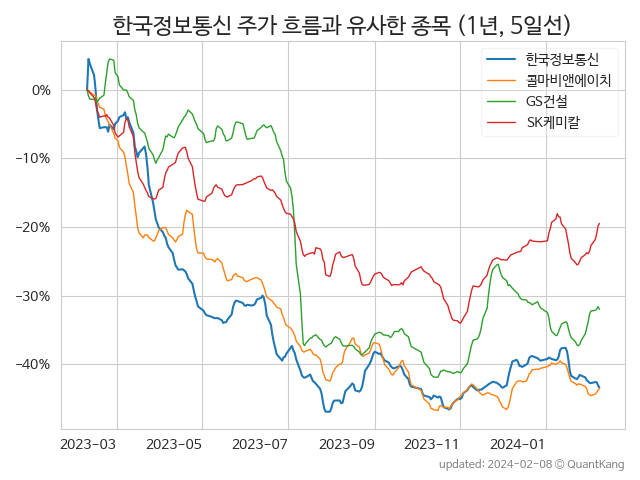 한국정보통신 주가 흐름과 유사한 종목 (1년, 5일선)
한국정보통신
콜마비앤에이치
GS건설
SK케미칼
0%
−10%
−20%
−30%
−40%
2023-03 2023-05 2023-07 2023-09 2023-11 2024-01
updated: 2024-02-08 © QuantKang